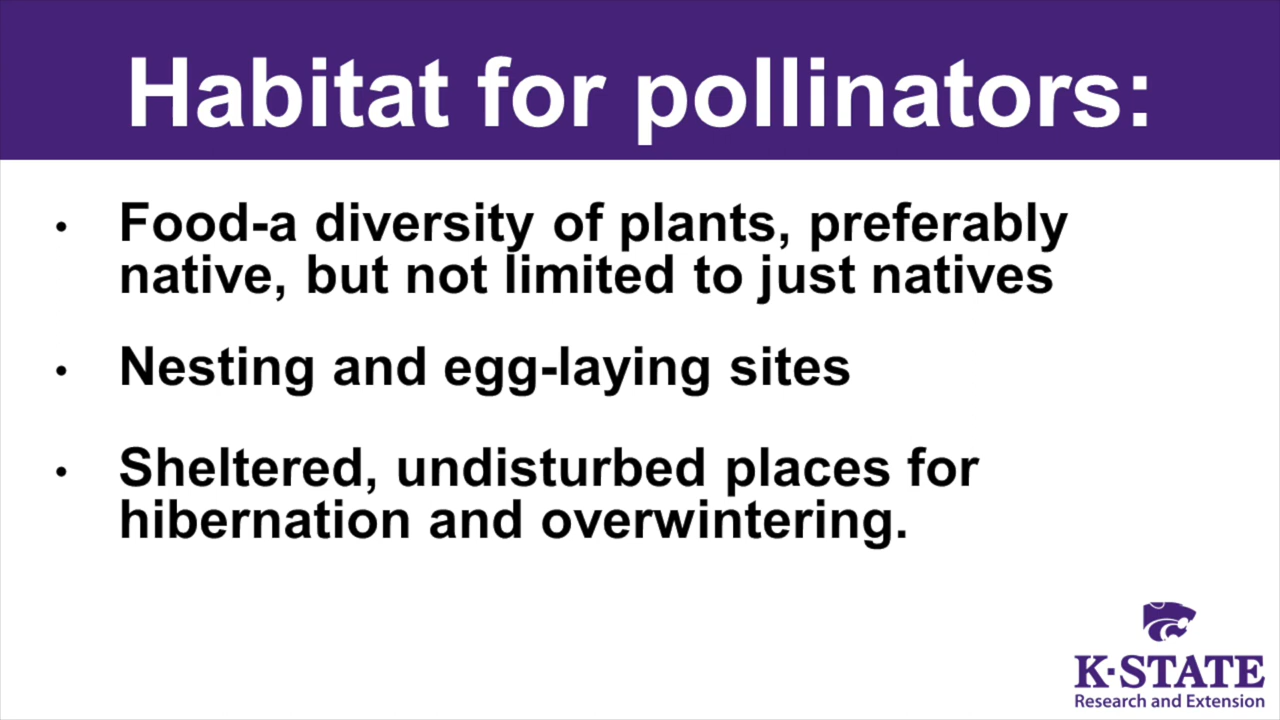 Habitat for pollinators:
• Food-a diversity of plants, preferably
native, but not limited to just natives
• Nesting and egg-laying sites
• Sheltered, undisturbed places for
hibernation and overwintering.
K·STATE
Research and Extension